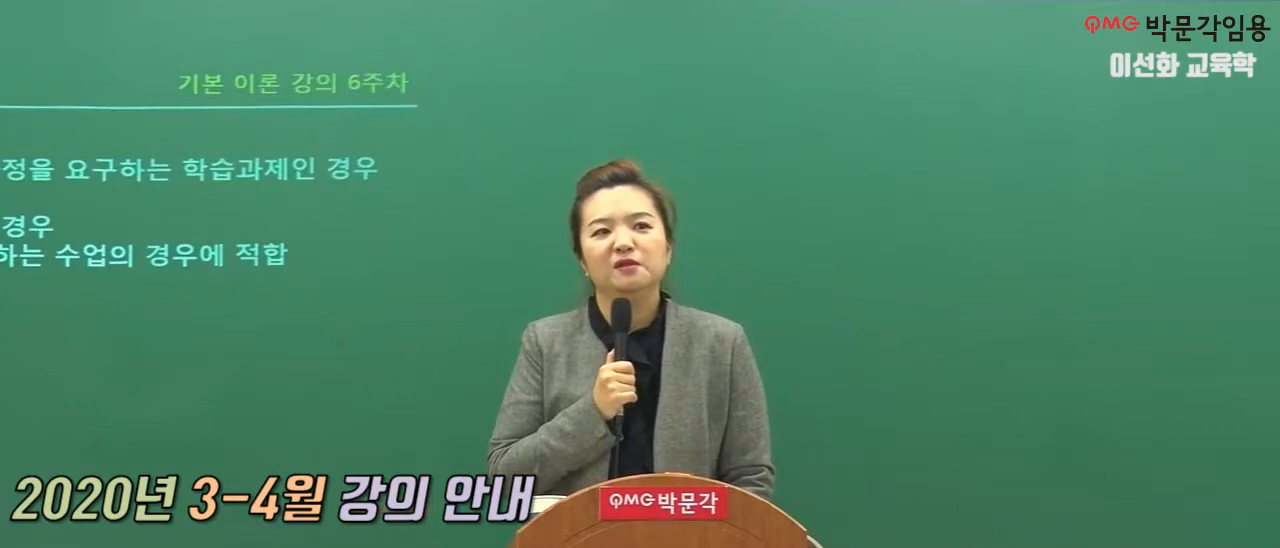 PMG 박문각임용
이선화 교육학
기본 이론 강의 6주차
정을 요구하는 학습과제인 경우
경우
하는 수업의 경우에 적합
PMG 박문각
2020년 3-4월 강의 안내